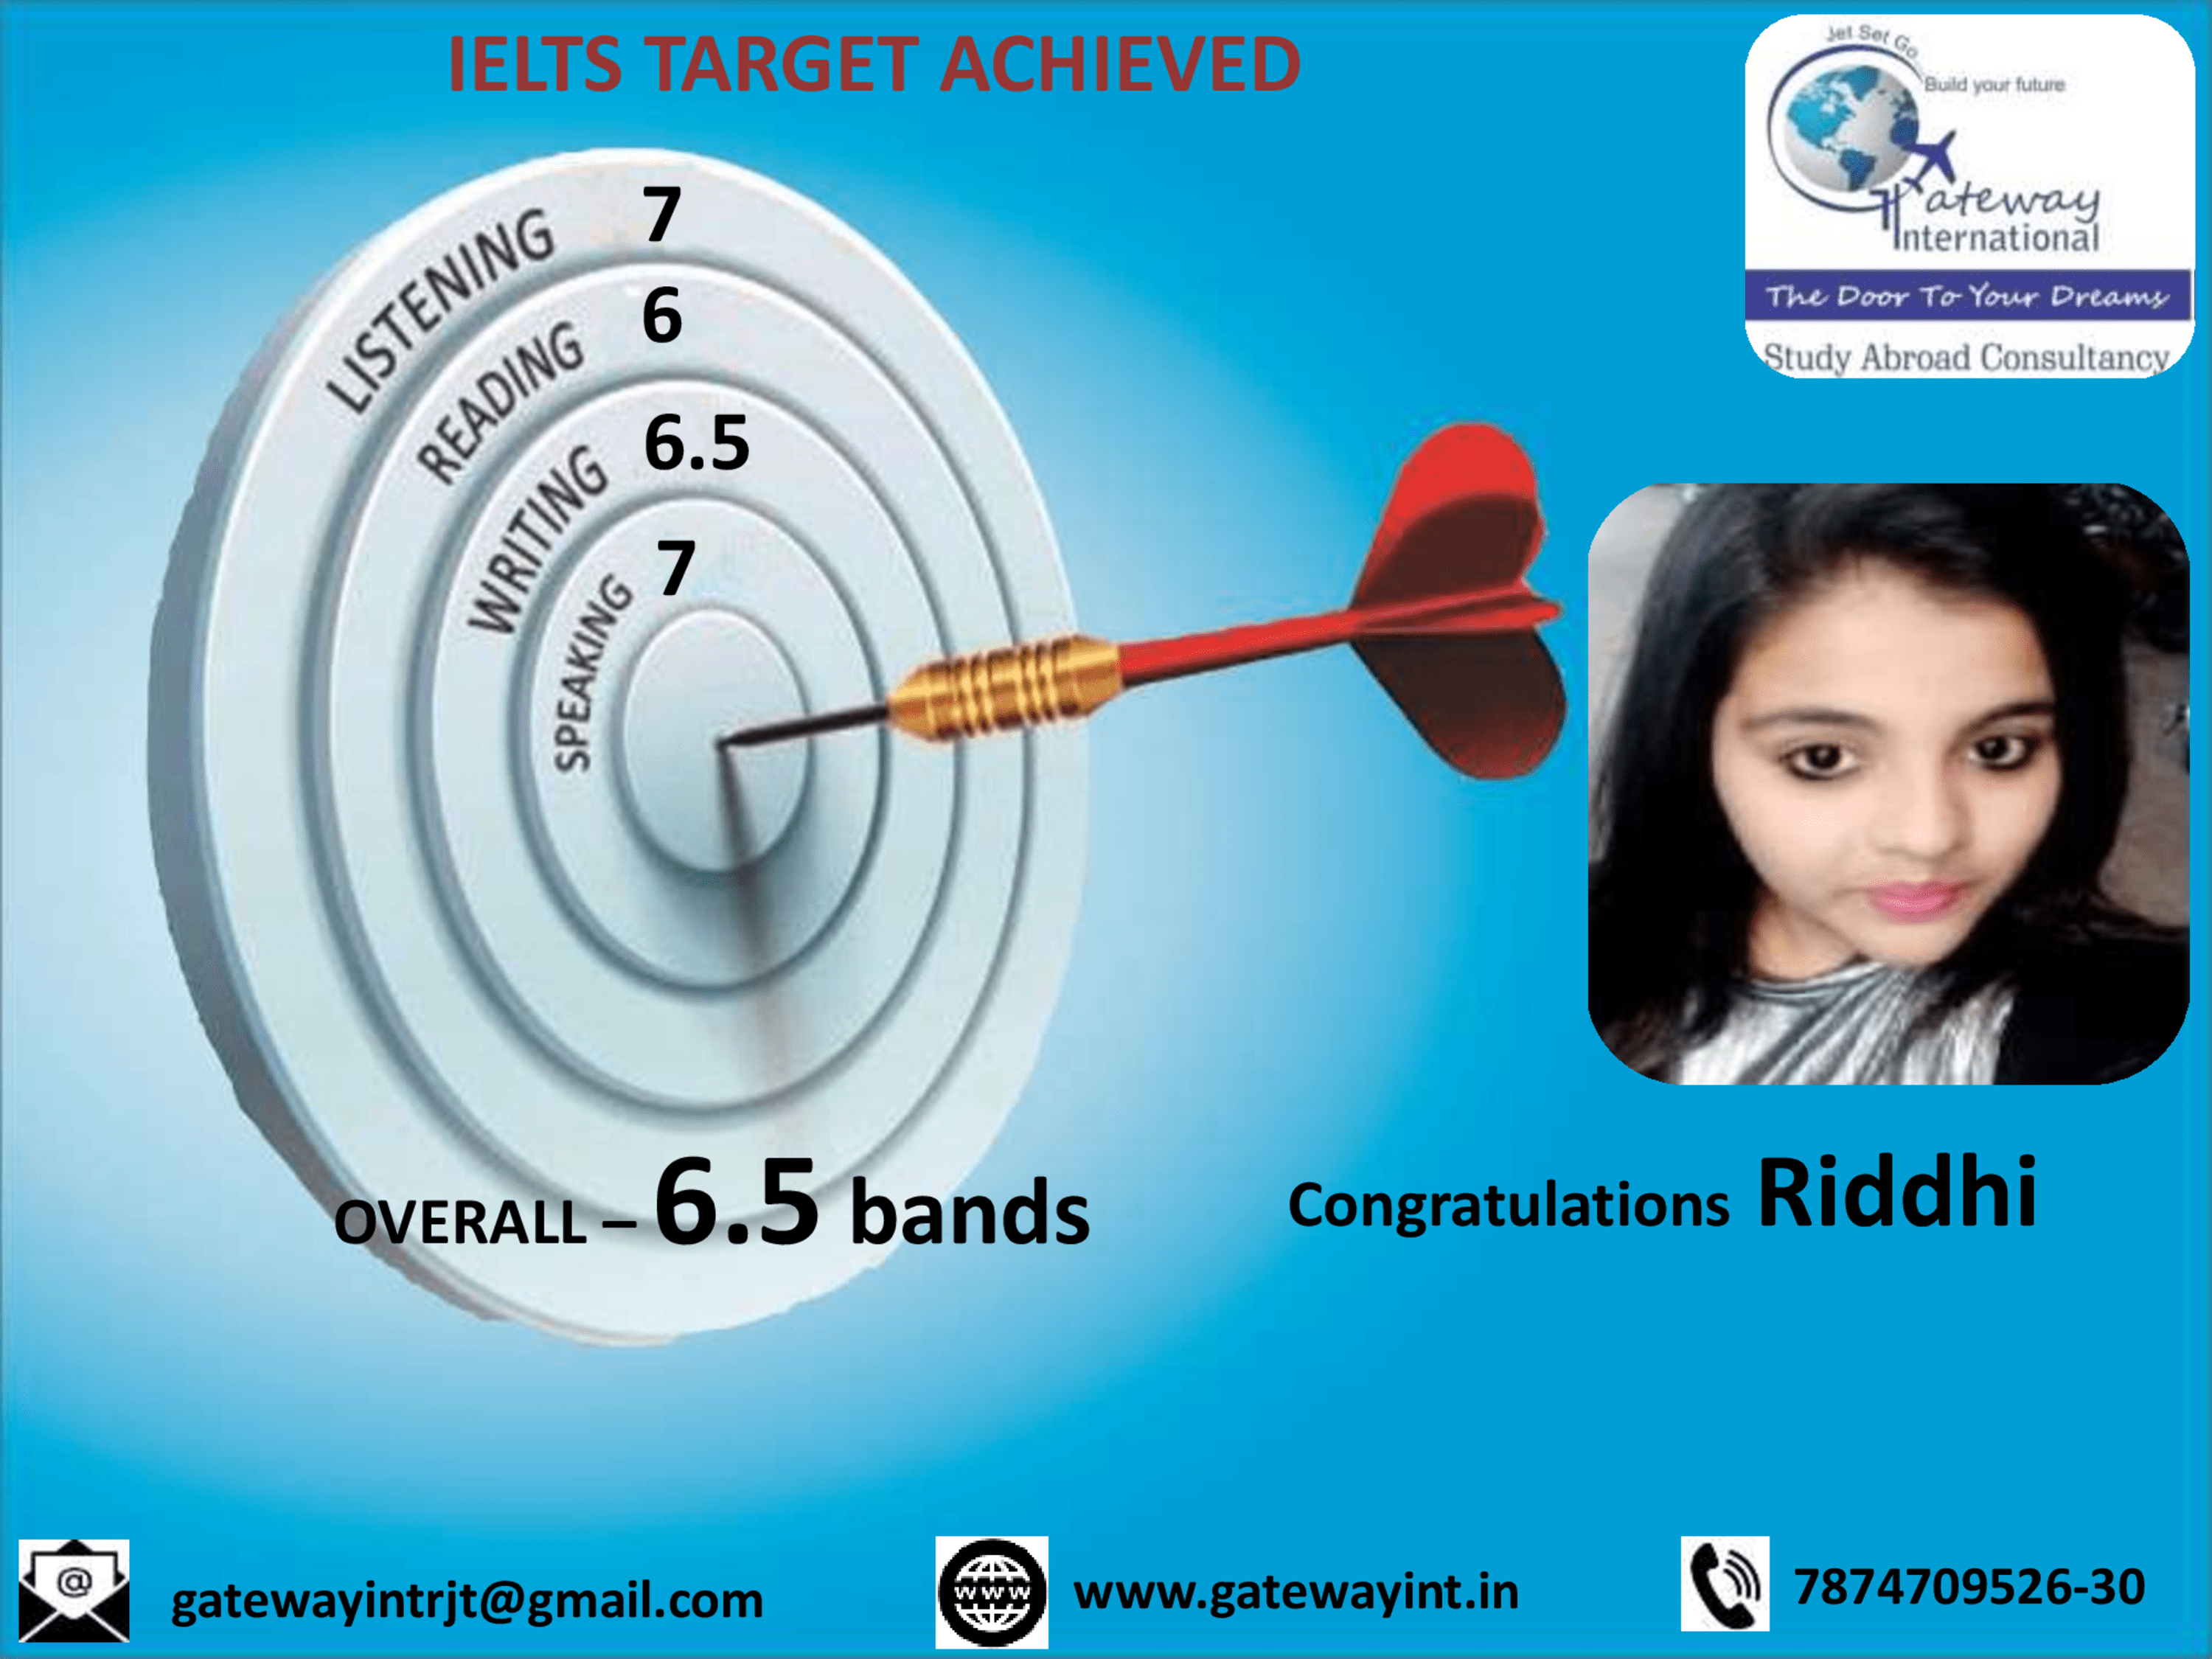 IELTS TARGET ACHIEVED
Jet Set Go...
Build your future
Gateway
International
The Door To Your Dreams
Study Abroad Consultancy
LISTENING 7
READING 6
WRITING 6.5
SPEAKING 7
OVERALL – 6.5 bands
Congratulations Riddhi
@
gatewayintrjt@gmail.com
www
www.gatewayint.in
7874709526-30